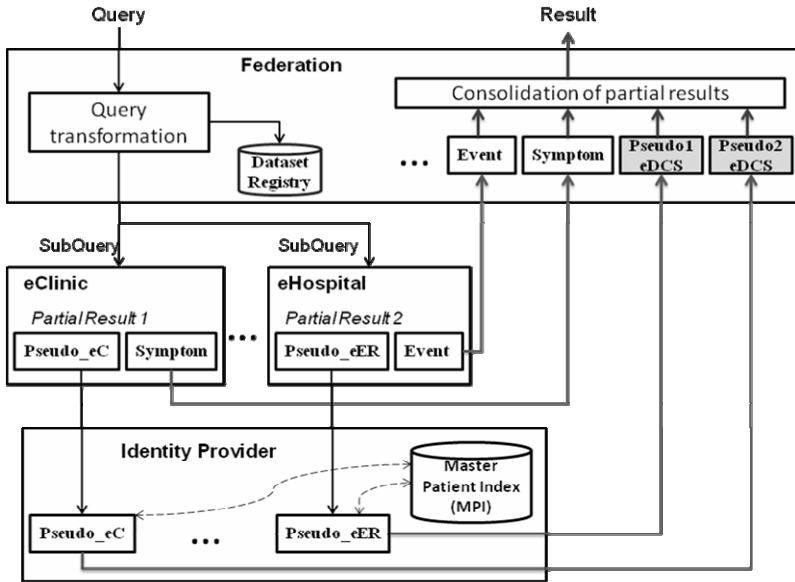 Query
Result
Federation
Query
transformation
Dataset
Registry
Consolidation of partial results
...
Event
Symptom
Pseudo1
eDCS
Pseudo2
eDCS
SubQuery
SubQuery
eClinic
Partial Result 1
Pseudo_eC
Symptom
...
eHospital
Partial Result 2
Pseudo_eER
Event
Identity Provider
Master
Patient Index
(MPI)
Pseudo_eC
...
Pseudo_eER